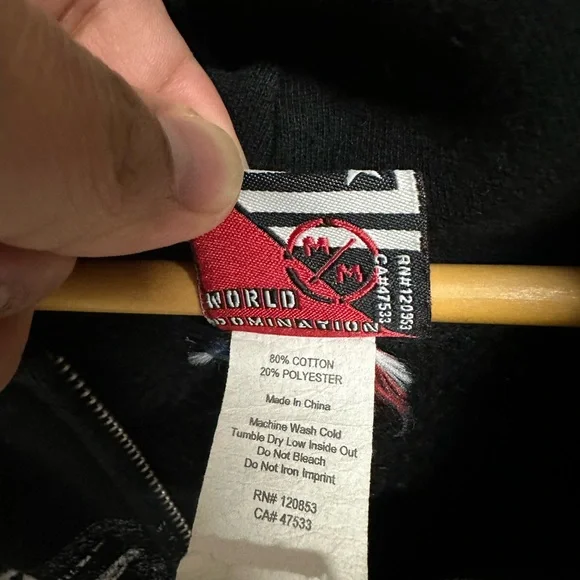 M/M
WORLD
DOMINATION
RN#120953
CA#47533
80% COTTON
20% POLYESTER
Made In China
Machine Wash Cold
Tumble Dry Low Inside Out
Do Not Bleach
Do Not Iron Imprint
RN# 120853
CA# 47533